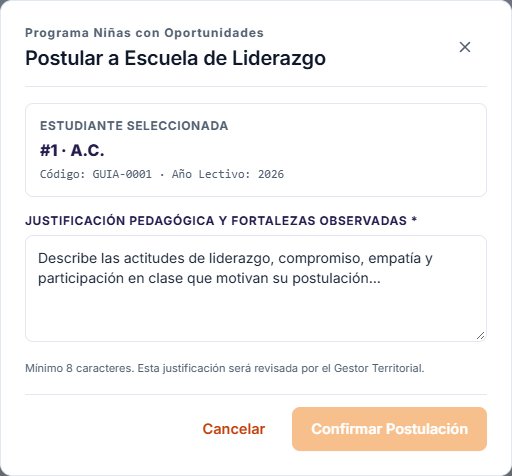 Programa Niñas con Oportunidades
Postular a Escuela de Liderazgo
ESTUDIANTE SELECCIONADA
#1 · A.C.
Código: GUIA-0001 · Año Lectivo: 2026
JUSTIFICACIÓN PEDAGÓGICA Y FORTALEZAS OBSERVADAS *
Describe las actitudes de liderazgo, compromiso, empatía y
participación en clase que motivan su postulación...
Mínimo 8 caracteres. Esta justificación será revisada por el Gestor Territorial.
Cancelar
Confirmar Postulación